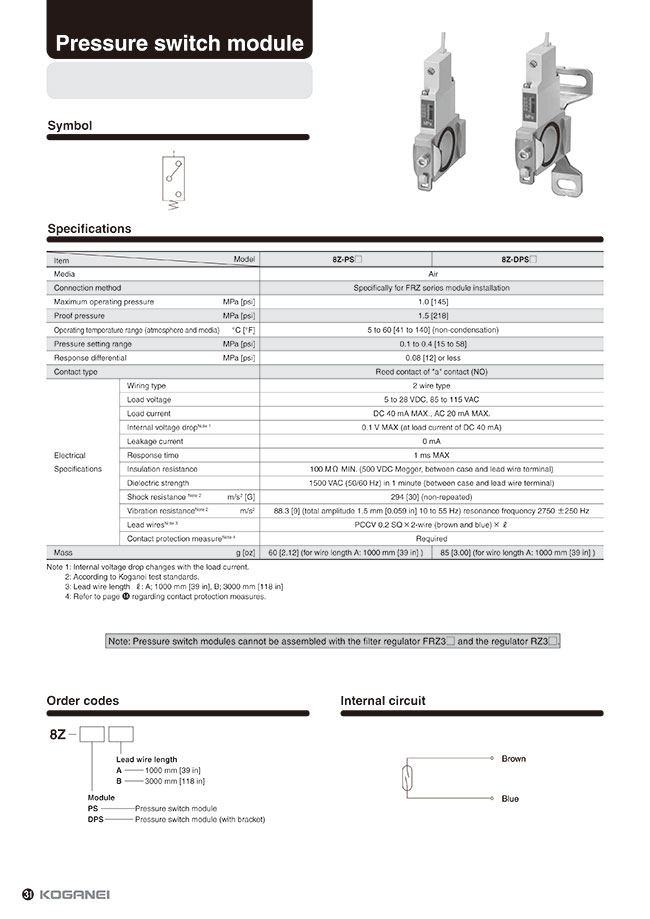 Pressure switch module
Symbol
Specifications
Item Model 8Z-PS□ 8Z-DPS□
Media Air
Connection method Specifically for FRZ series module installation
Maximum operating pressure MPa [psi] 1.0 [145]
Proof pressure MPa [psi] 1.5 [218]
Operating temperature range (atmosphere and media) °C [°F] 5 to 60 [41 to 140] (non-condensation)
Pressure setting range MPa [psi] 0.1 to 0.4 [15 to 58]
Response differential MPa [psi] 0.08 [12] or less
Contact type Reed contact of "a" contact (NO)
Electrical Specifications
Wiring type 2 wire type
Load voltage 5 to 28 VDC, 85 to 115 VAC
Load current DC 40 mA MAX., AC 20 mA MAX.
Internal voltage drop Note 1 0.1 V MAX (at load current of DC 40 mA)
Leakage current 0 mA
Response time 1 ms MAX
Insulation resistance 100 MΩ MIN. (500 VDC Megger, between case and lead wire terminal)
Dielectric strength 1500 VAC (50/60 Hz) in 1 minute (between case and lead wire terminal)
Shock resistance Note 2 m/s² [G] 294 [30] (non-repeated)
Vibration resistance Note 2 m/s² 88.3 [9] (total amplitude 1.5 mm [0.059 in] 10 to 55 Hz) resonance frequency 2750 ±250 Hz
Lead wires Note 3 PCCV 0.2 SQ × 2-wire (brown and blue) × ℓ
Contact protection measure Note 4 Required
Mass g [oz] 60 [2.12] (for wire length A: 1000 mm [39 in] ) 85 [3.00] (for wire length A: 1000 mm [39 in] )
Note 1: Internal voltage drop changes with the load current.
2: According to Koganei test standards.
3: Lead wire length ℓ: A; 1000 mm [39 in], B; 3000 mm [118 in]
4: Refer to page regarding contact protection measures.
Note: Pressure switch modules cannot be assembled with the filter regulator FRZ3□ and the regulator RZ3□.
Order codes
8Z - □ □
Lead wire length
A 1000 mm [39 in]
B 3000 mm [118 in]
Module
PS Pressure switch module
DPS Pressure switch module (with bracket)
Internal circuit
Brown
Blue
31 KOGANEI